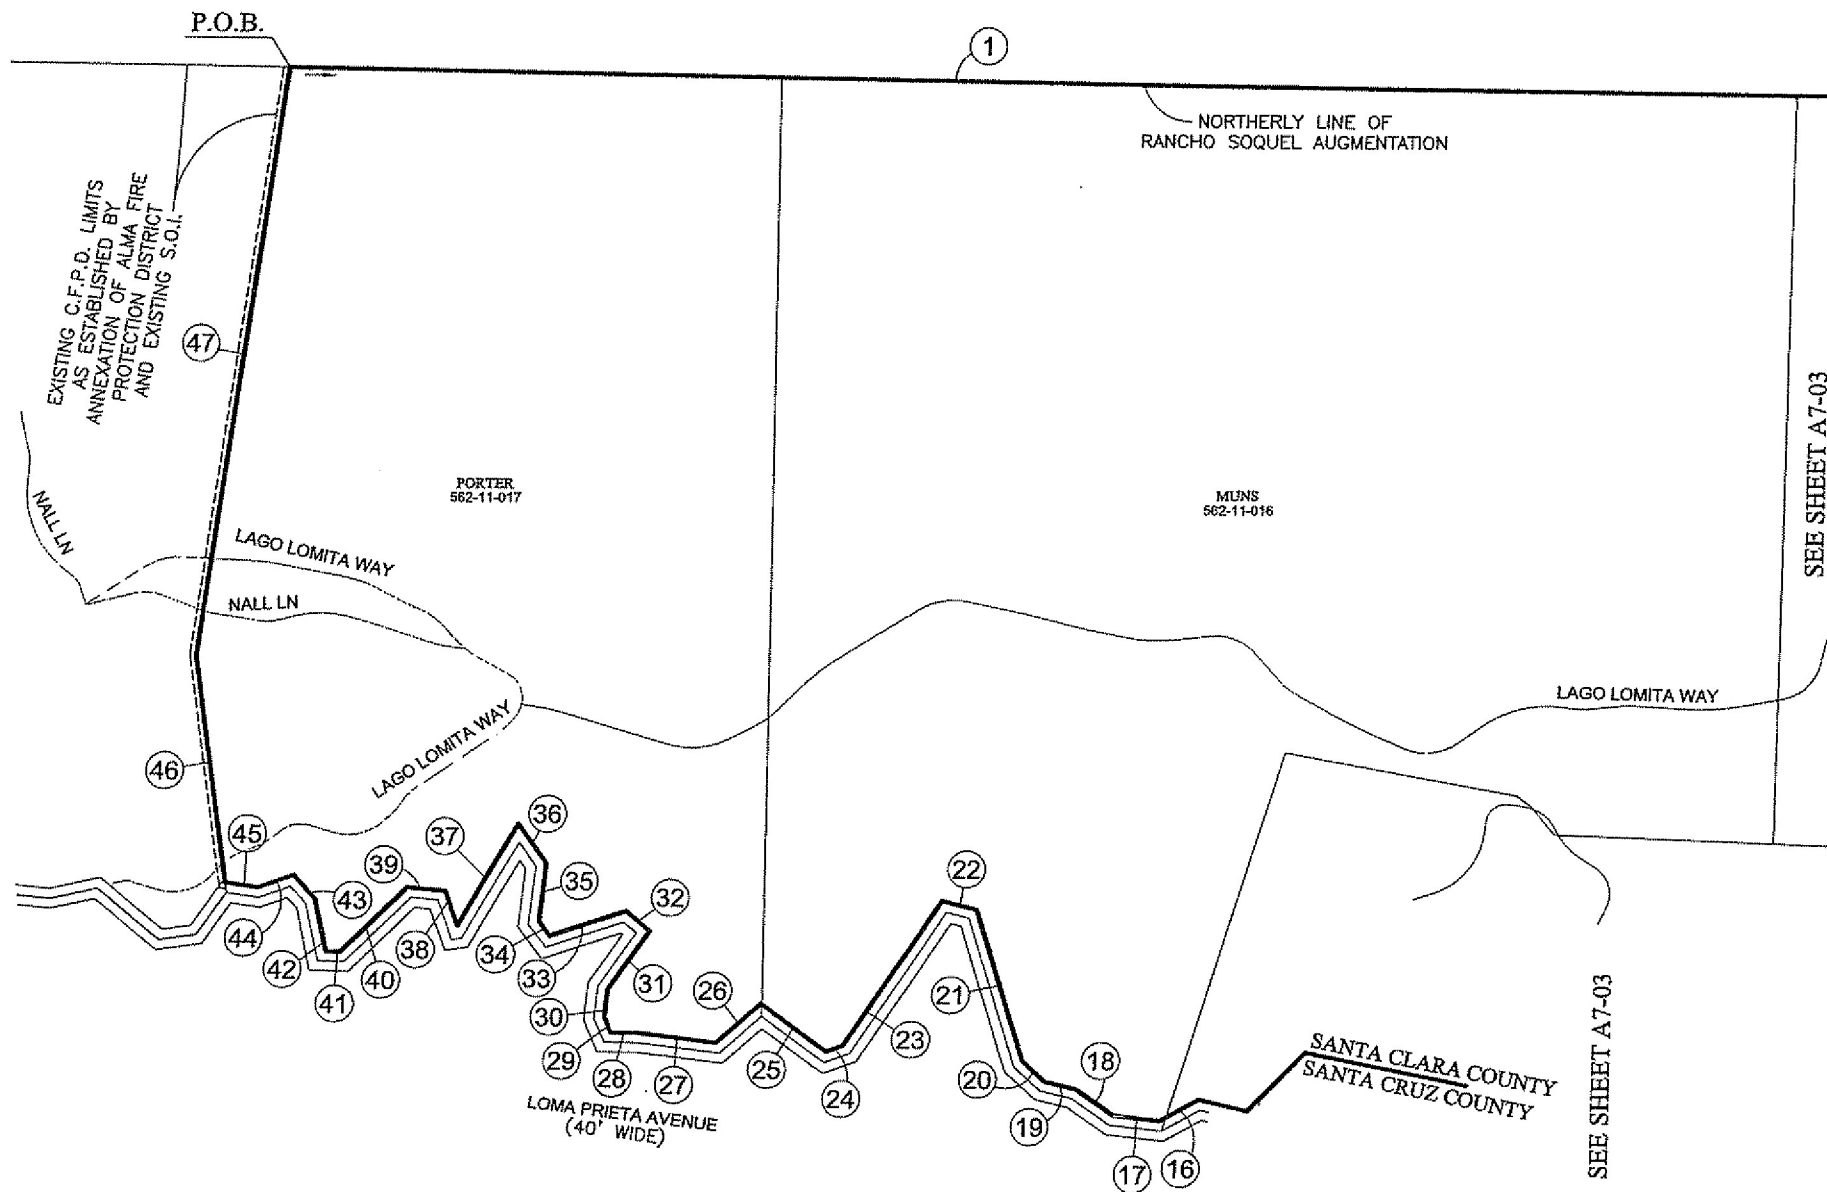 P.O.B.
1
NORTHERLY LINE OF
RANCHO SOQUEL AUGMENTATION
EXISTING C.F.P.D. LIMITS
AS ESTABLISHED BY
ANNEXATION OF ALMA FIRE
PROTECTION DISTRICT
AND EXISTING S.O.I.
47
SEE SHEET A7-03
PORTER
562-11-017
MUNS
562-11-016
NALL LN
LAGO LOMITA WAY
NALL LN
LAGO LOMITA WAY
LAGO LOMITA WAY
46
45
44
43
42
41
40
39
38
37
36
35
34
33
32
31
30
29
28
27
26
25
24
23
22
21
20
19
18
17
16
LOMA PRIETA AVENUE
(40' WIDE)
SANTA CLARA COUNTY
SANTA CRUZ COUNTY
SEE SHEET A7-03